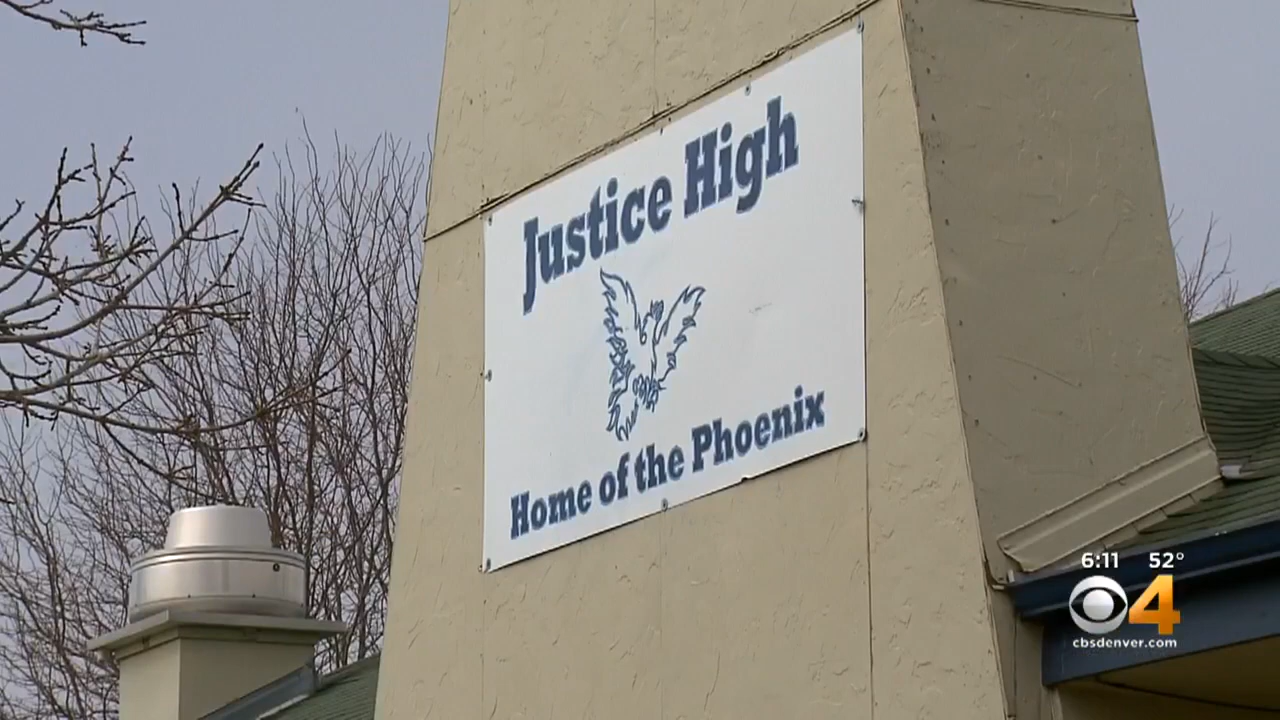 Justice High
Home of the Phoenix
6:11 52°
4
cbsdenver.com